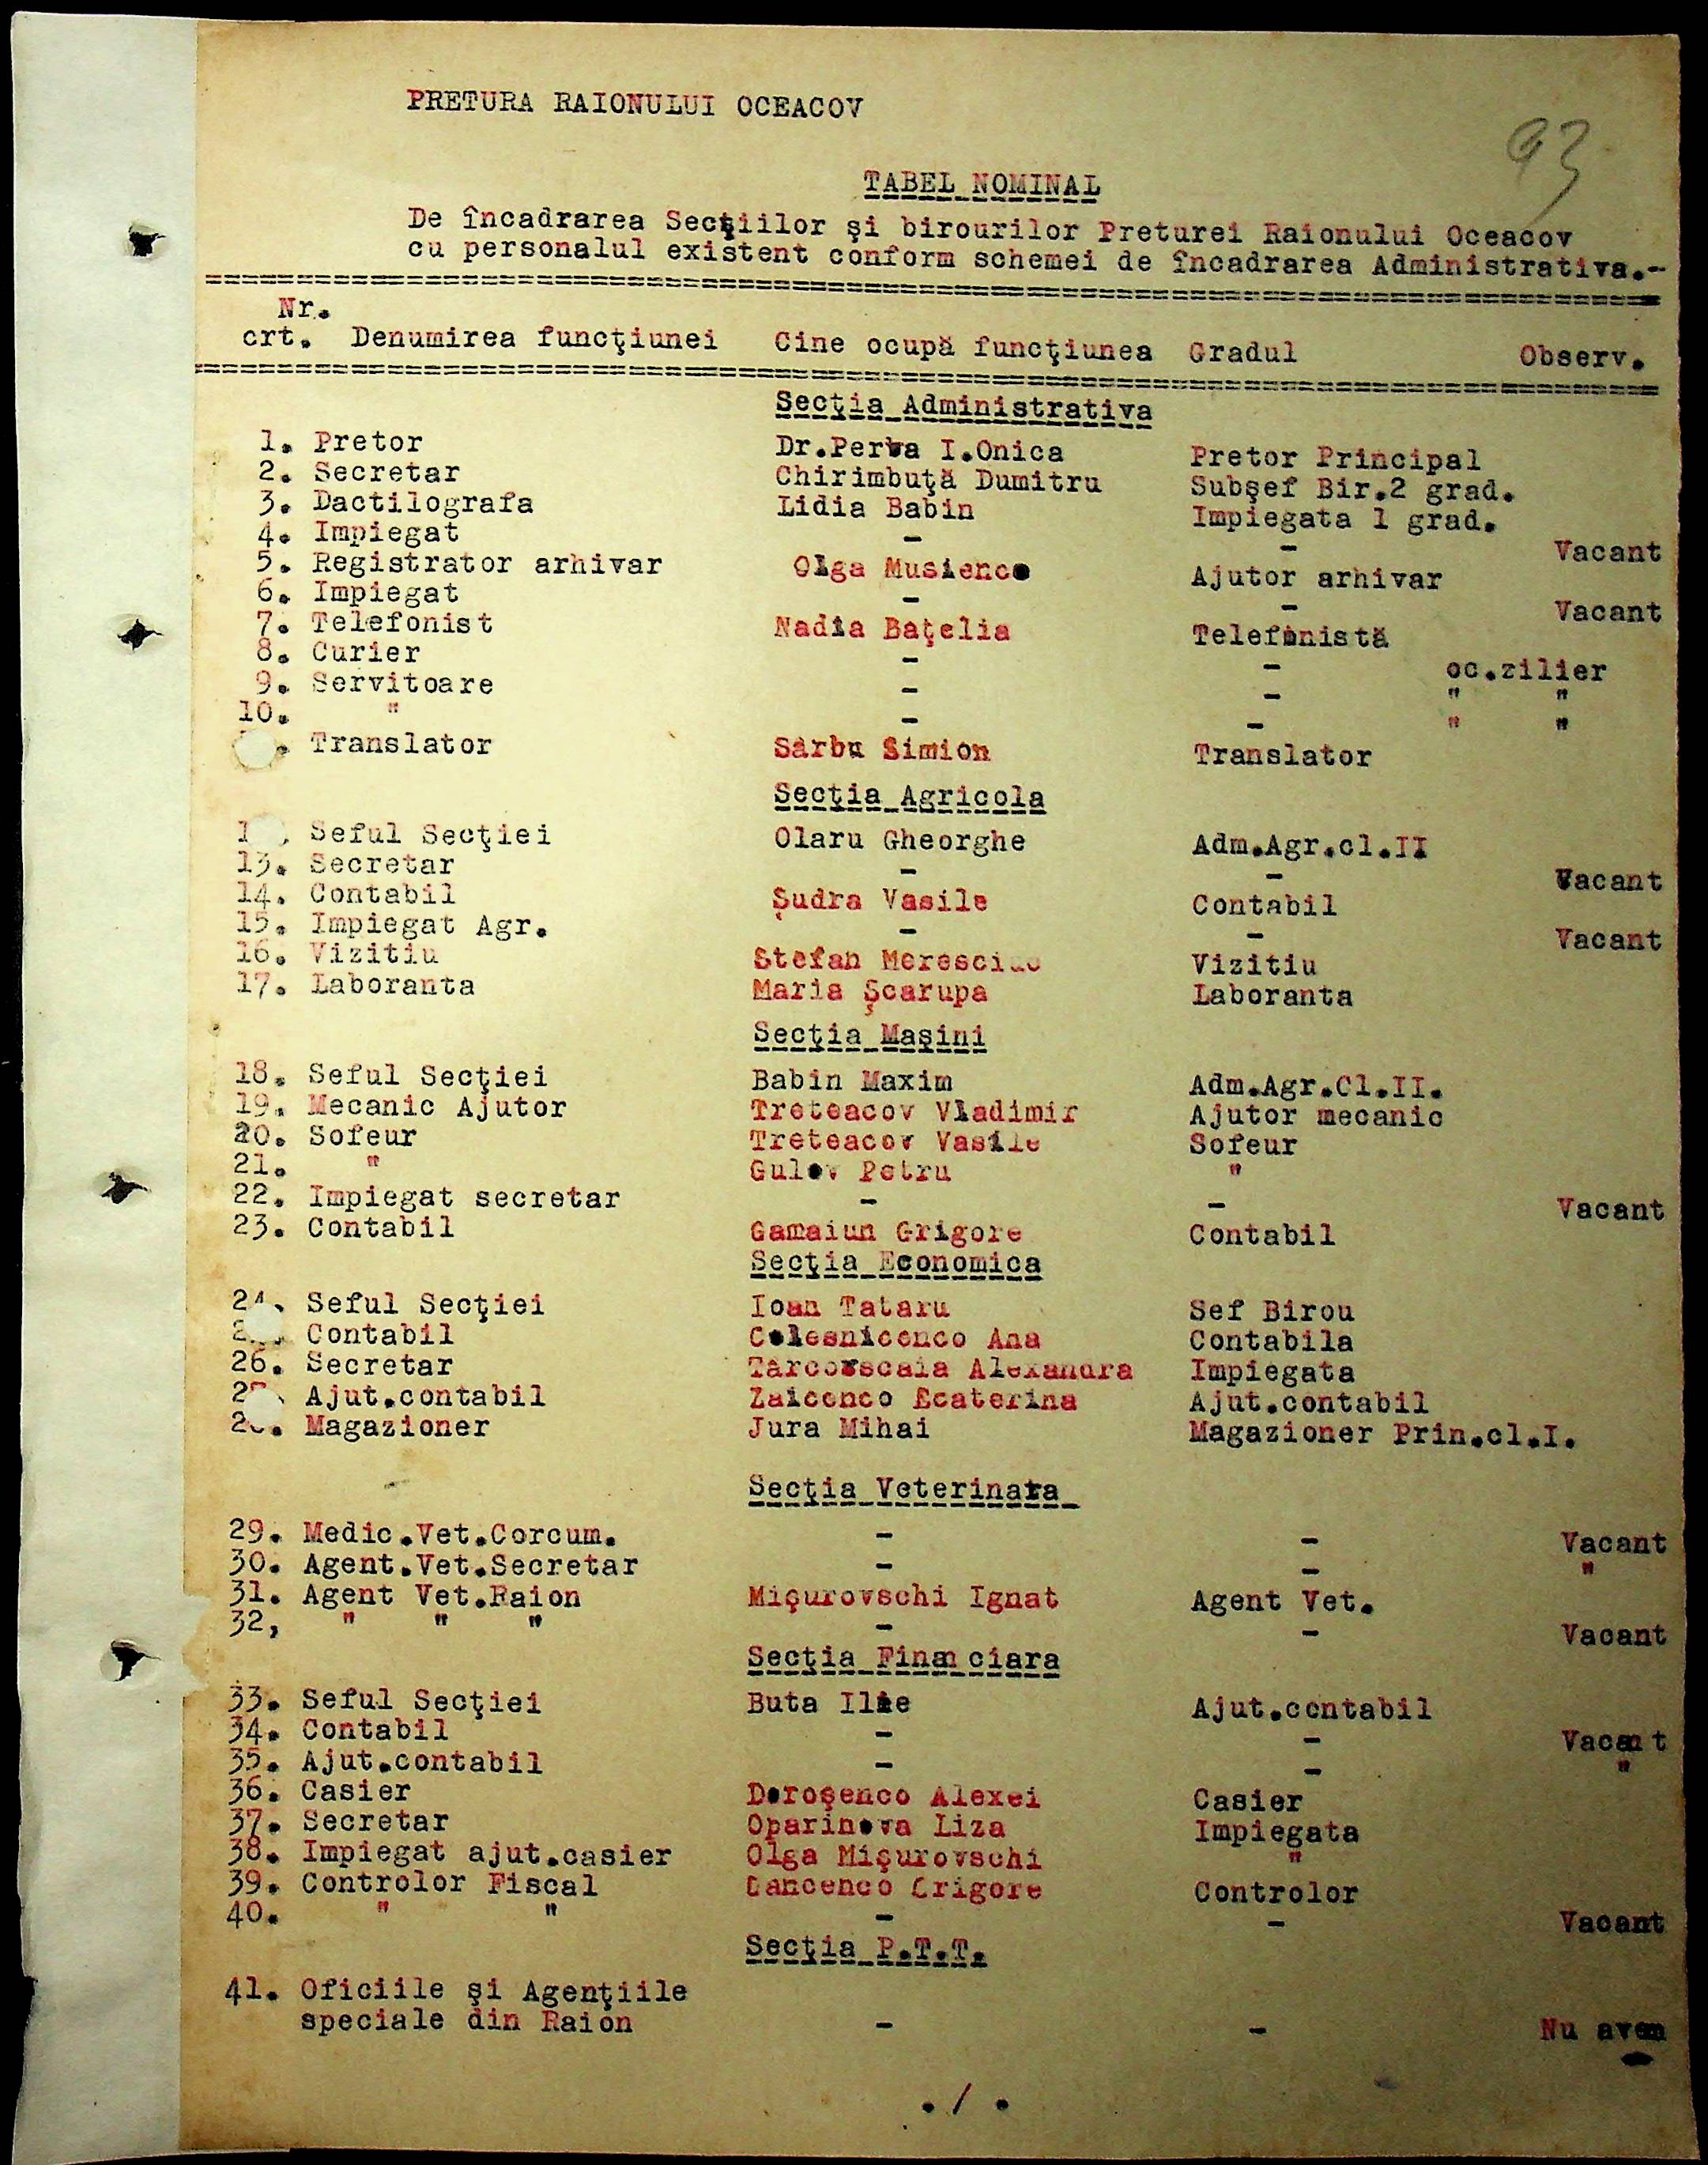 PRETURA RAIONULUI OCEACOV
93
TABEL NOMINAL
De încadrarea Secţiilor şi birourilor Preturei Raionului Oceacov
cu personalul existent conform schemei de încadrarea Administrativa.-
Nr.
crt. Denumirea funcţiunei Cine ocupă funcţiunea Gradul Observ.
Secţia Administrativa
1. Pretor Dr.Perva I.Onica Pretor Principal
2. Secretar Chirimbuţă Dumitru Subşef Bir.2 grad.
3. Dactilografa Lidia Babin Impiegata 1 grad.
4. Impiegat - - Vacant
5. Registrator arhivar Olga Musienco Ajutor arhivar
6. Impiegat - - Vacant
7. Telefonist Nadia Baţelia Telefonistă
8. Curier - - oc.zilier
9. Servitoare - - " "
10. " - - " "
Translator Sârbu Simion Translator
Secţia Agricola
Seful Secţiei Olaru Gheorghe Adm.Agr.cl.II
13. Secretar - - Vacant
14. Contabil Şudra Vasile Contabil
15. Impiegat Agr. - - Vacant
16. Vizitiu Stefan Vizitiu
17. Laboranta Maria Şcarupa Laboranta
Secţia Maşini
18. Seful Secţiei Babin Maxim Adm.Agr.Cl.II.
19. Mecanic Ajutor Treteacov Vladimir Ajutor mecanic
20. Sofeur Treteacov Vasile Sofeur
21. " Gulov Petru "
22. Impiegat secretar - - Vacant
23. Contabil Gamaiun Grigore Contabil
Secţia Economica
24. Seful Secţiei Ioan Tataru Sef Birou
Contabil Colesnicenco Ana Contabila
26. Secretar Târcovscaia Alexandra Impiegata
Ajut.contabil Zaicenco Ecaterina Ajut.contabil
Magazioner Jura Mihai Magazioner Prin.cl.I.
Secţia Veterinara
29. Medic.Vet.Corcum. - - Vacant
30. Agent.Vet.Secretar - - "
31. Agent Vet.Raion Mişurovschi Ignat Agent Vet.
32, " " " - - Vacant
Secţia Financiara
33. Seful Secţiei Buta Ilie Ajut.contabil
34. Contabil - - Vacant
35. Ajut.contabil - - "
36. Casier Doroşenco Alexei Casier
37. Secretar Oparinova Liza Impiegata
38. Impiegat ajut.casier Olga Mişurovschi "
39. Controlor Fiscal Dancenco Grigore Controlor
40. " " - - Vacant
Secţia P.T.T.
41. Oficiile şi Agenţiile
speciale din Raion - - Nu avem
./.